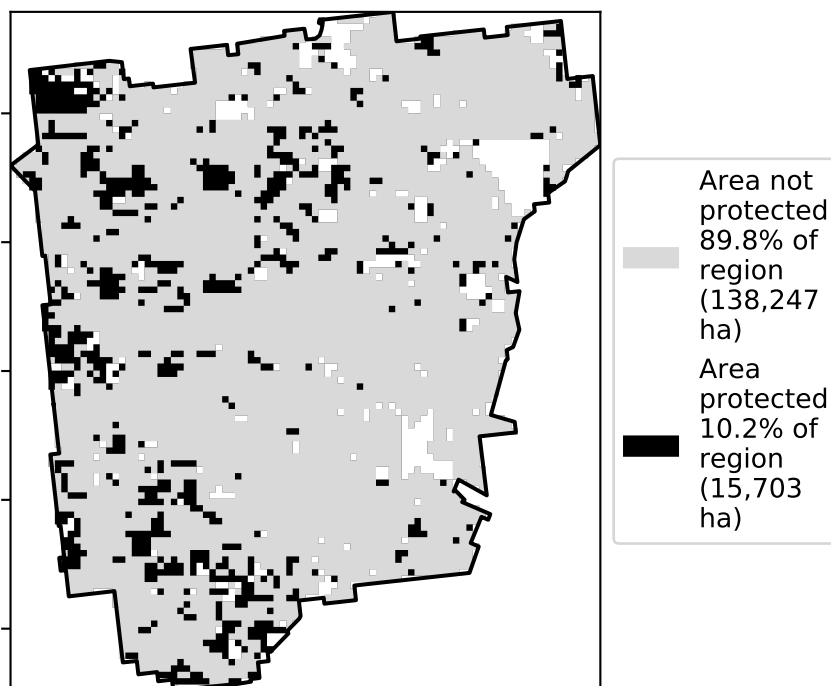 Area not
protected
89.8% of
region
(138,247
ha)
Area
protected
10.2% of
region
(15,703
ha)